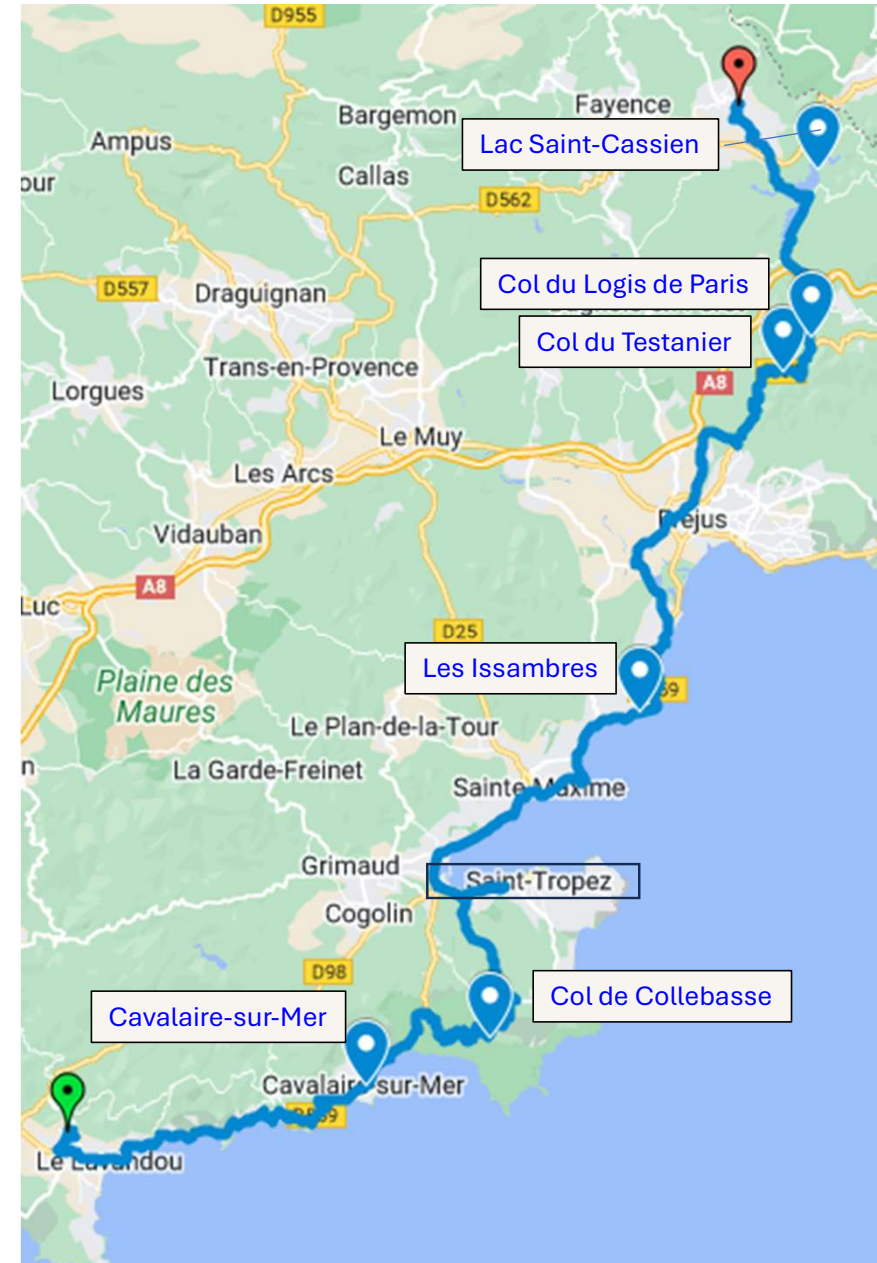 D955
Bargemon
Fayence
Ampus
Lac Saint-Cassien
our
Callas
D562
Col du Logis de Paris
D557
Draguignan
Col du Testanier
Trans-en-Provence
A8
Lorgues
Le Muy
Les Arcs
Vidauban
Fréjus
A8
Luc
D25
Les Issambres
Plaine des
Maures
Le Plan-de-la-Tour
n
La Garde-Freinet
Sainte-Maxime
Grimaud
Saint-Tropez
Cogolin
D98
Col de Collebasse
Cavalaire-sur-Mer
Cavalaire-sur-Mer
D559
Le Lavandou